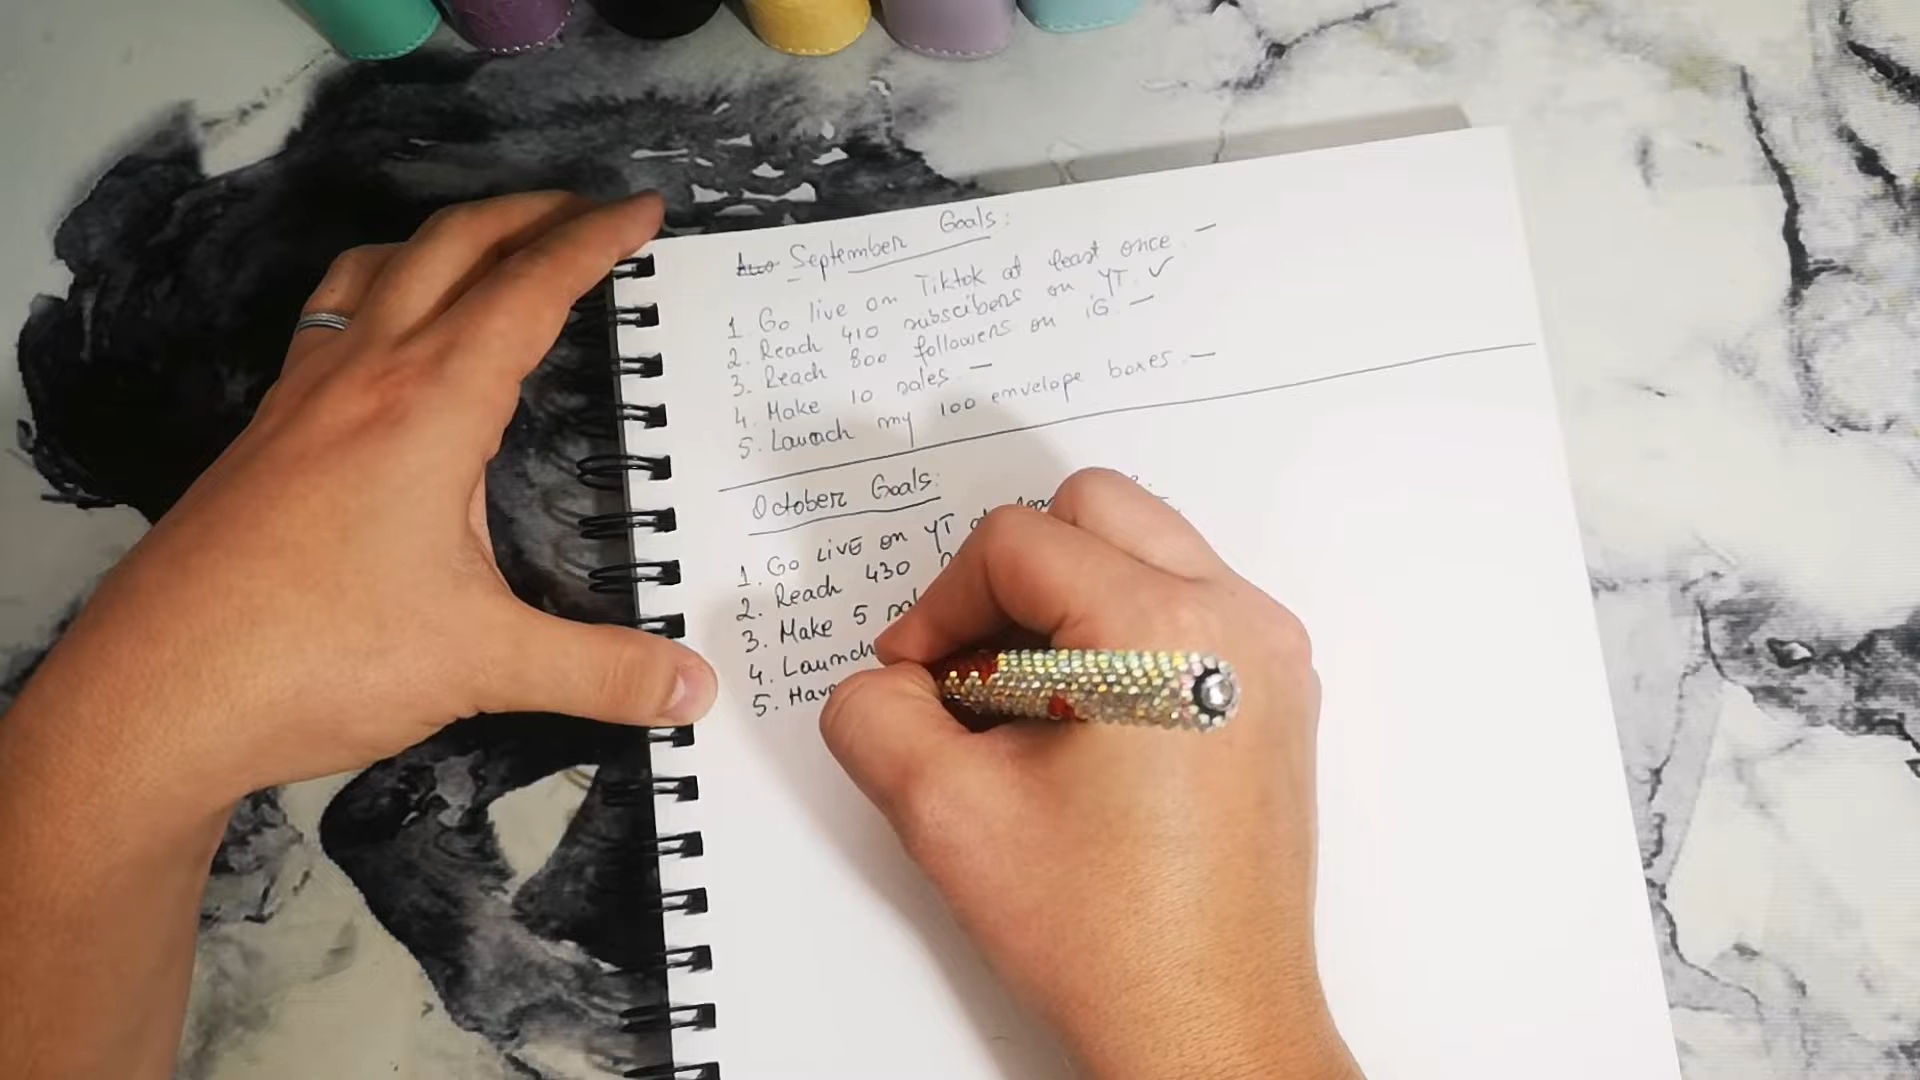 September Goals:
1. Go live on Tiktok at least once. —
2. Reach 410 subscibers on YT. ✓
3. Reach 800 followers on iG. —
4. Make 10 sales. —
5. Launch my 100 envelope boxes. —
October Goals:
1. Go LiVE on YT
2. Reach 430
3. Make 5
4. Launch
5.